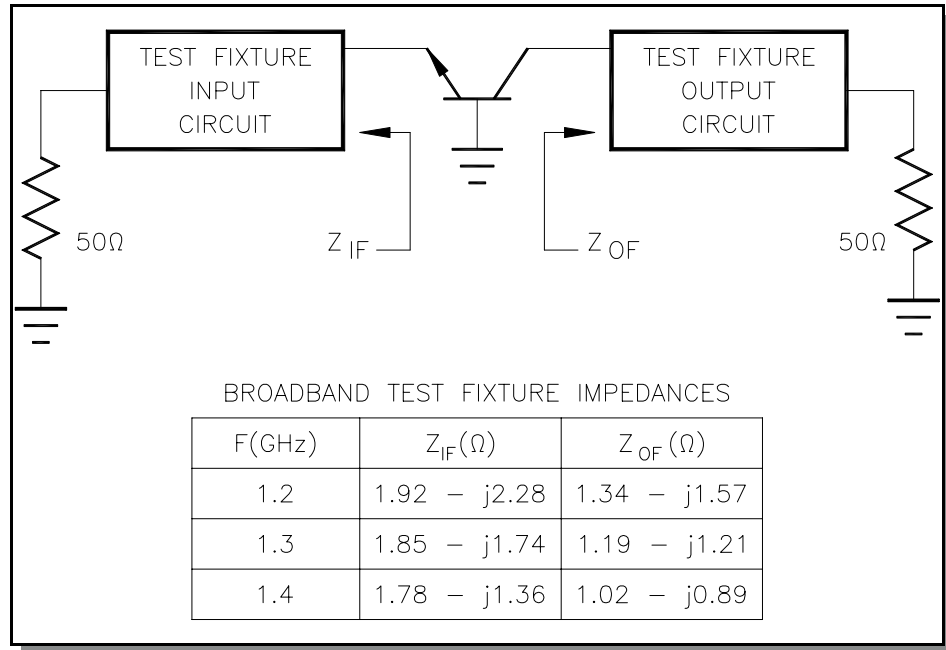 TEST FIXTURE
INPUT
CIRCUIT
TEST FIXTURE
OUTPUT
CIRCUIT
50Ω
Z IF
Z OF
50Ω
BROADBAND TEST FIXTURE IMPEDANCES
F(GHz) ZIF(Ω) Z OF (Ω)
1.2 1.92 – j2.28 1.34 – j1.57
1.3 1.85 – j1.74 1.19 – j1.21
1.4 1.78 – j1.36 1.02 – j0.89